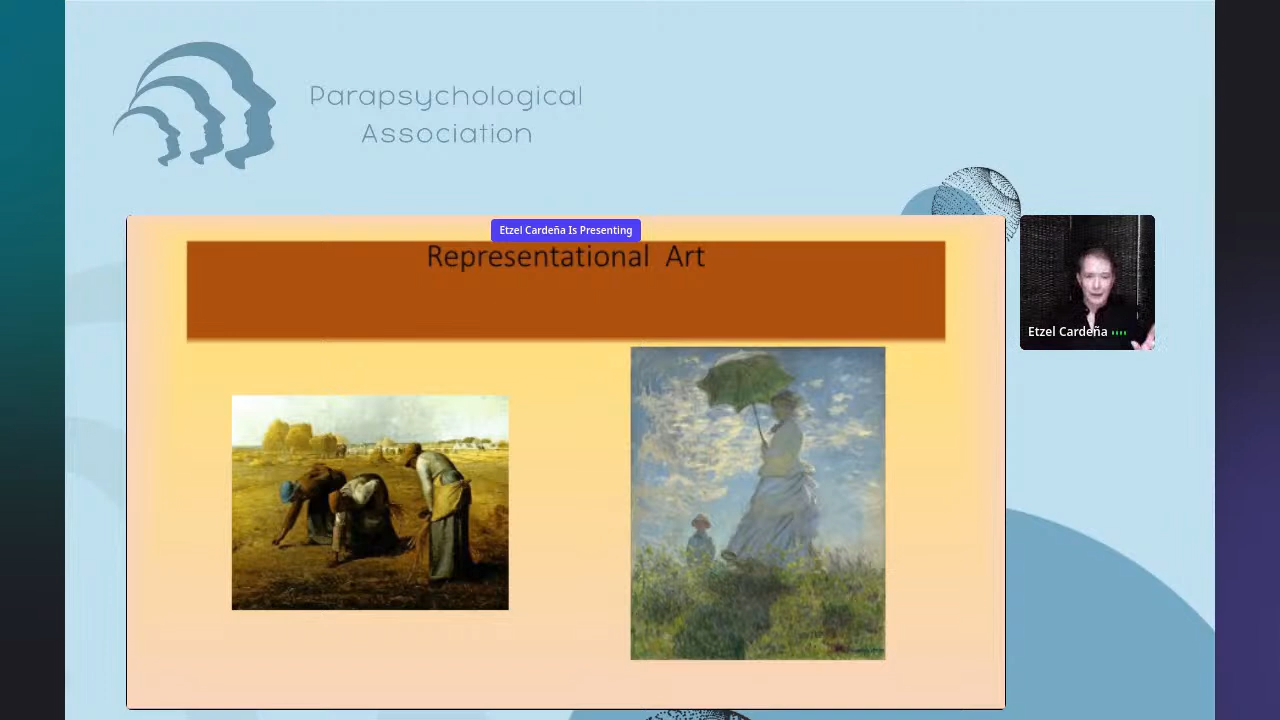 Parapsychological
Association
Etzel Cardeña Is Presenting
Representational Art
Etzel Cardeña